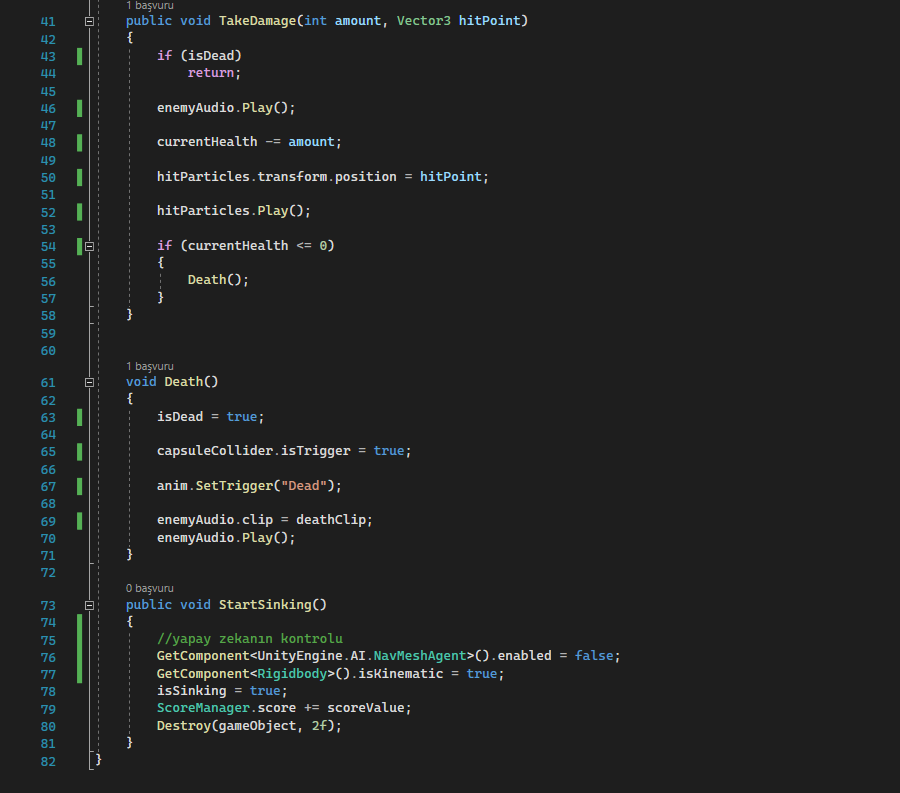 1 başvuru
41 public void TakeDamage(int amount, Vector3 hitPoint)
42 {
43 if (isDead)
44 return;
45
46 enemyAudio.Play();
47
48 currentHealth -= amount;
49
50 hitParticles.transform.position = hitPoint;
51
52 hitParticles.Play();
53
54 if (currentHealth <= 0)
55 {
56 Death();
57 }
58 }
59
60
1 başvuru
61 void Death()
62 {
63 isDead = true;
64
65 capsuleCollider.isTrigger = true;
66
67 anim.SetTrigger("Dead");
68
69 enemyAudio.clip = deathClip;
70 enemyAudio.Play();
71 }
72
0 başvuru
73 public void StartSinking()
74 {
75 //yapay zekanın kontrolu
76 GetComponent<UnityEngine.AI.NavMeshAgent>().enabled = false;
77 GetComponent<Rigidbody>().isKinematic = true;
78 isSinking = true;
79 ScoreManager.score += scoreValue;
80 Destroy(gameObject, 2f);
81 }
82 }